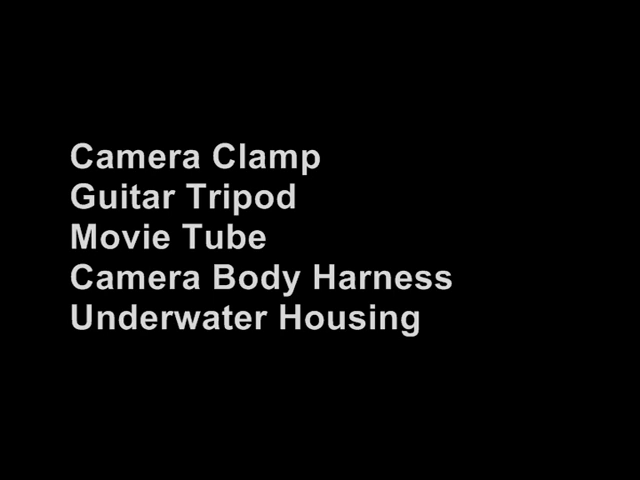 Camera Clamp
Guitar Tripod
Movie Tube
Camera Body Harness
Underwater Housing